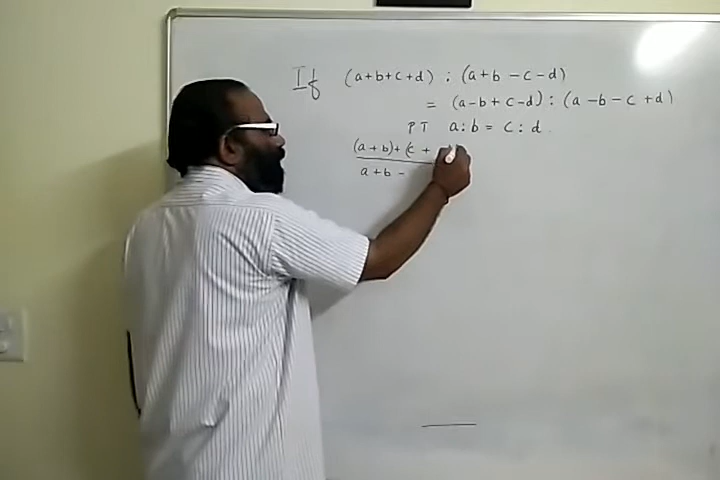 If (a+b+c+d) : (a+b-c-d)
= (a-b+c-d) : (a-b-c+d)
PT a:b = c:d.
(a+b)+(c+
a+b-